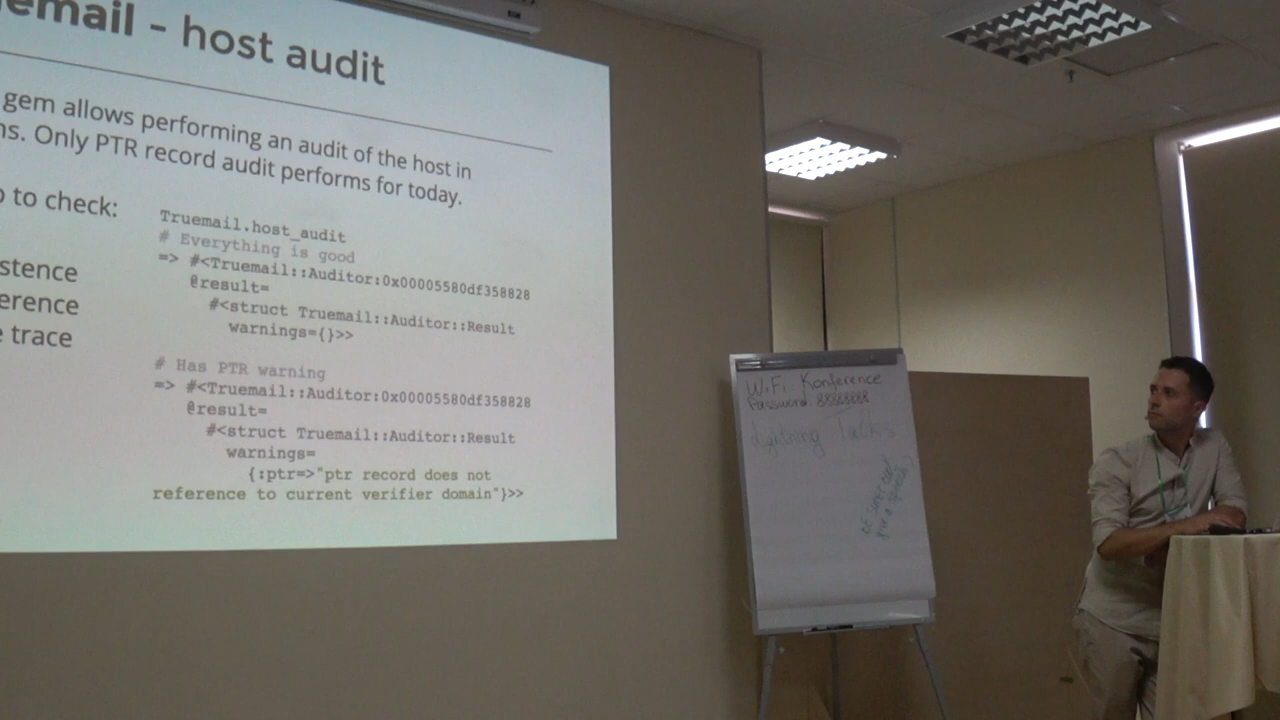 email – host audit
gem allows performing an audit of the host in
ns. Only PTR record audit performs for today.
o to check:
stence
erence
e trace
Truemail.host_audit
# Everything is good
=> #<Truemail::Auditor:0x00005580df358828
@result=
#<struct Truemail::Auditor::Result
warnings={}>>
# Has PTR warning
=> #<Truemail::Auditor:0x00005580df358828
@result=
#<struct Truemail::Auditor::Result
warnings=
{:ptr=>"ptr record does not
reference to current verifier domain"}>>
WiFi: Konference
Password: 88888888
Talks